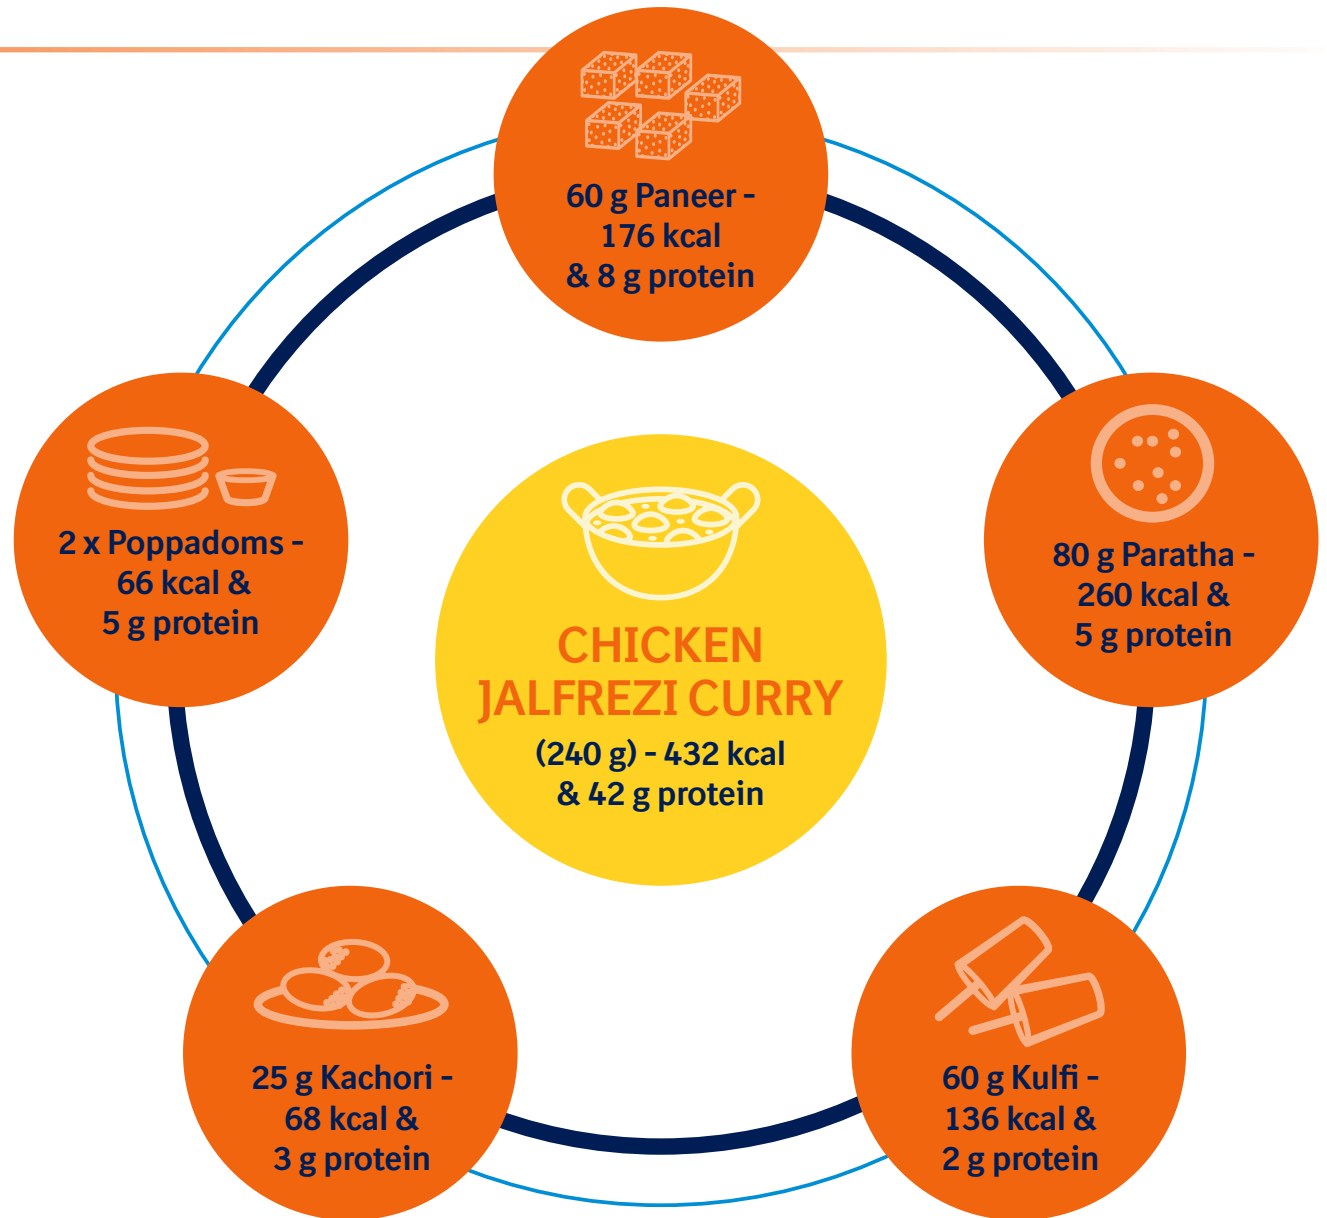 60 g Paneer -
176 kcal
& 8 g protein
2 x Poppadoms -
66 kcal &
5 g protein
80 g Paratha -
260 kcal &
5 g protein
CHICKEN
JALFREZI CURRY
(240 g) - 432 kcal
& 42 g protein
25 g Kachori -
68 kcal &
3 g protein
60 g Kulfi -
136 kcal &
2 g protein